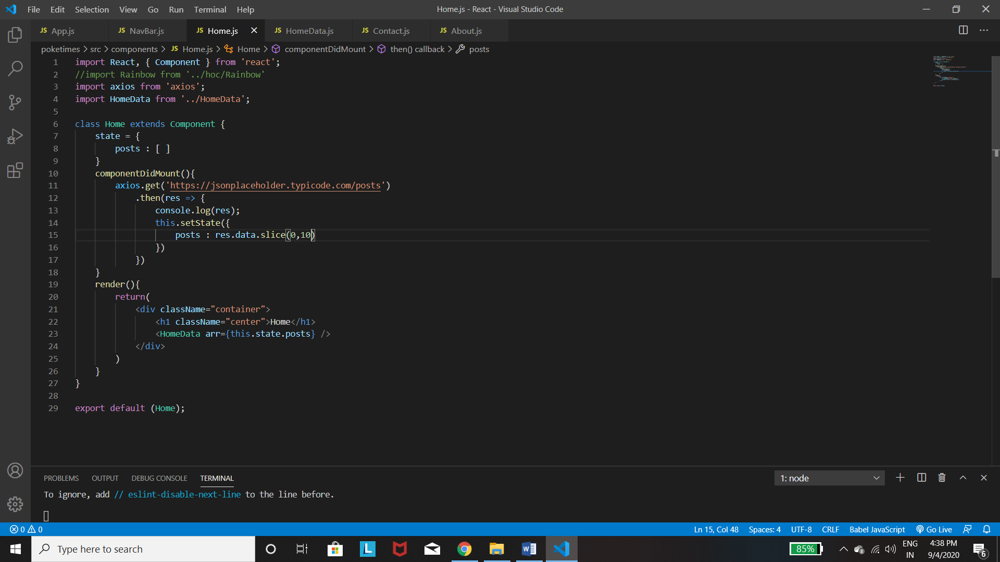 File Edit Selection View Go Run Terminal Help Home.js - React - Visual Studio Code
JS App.js JS NavBar.js JS Home.js JS HomeData.js JS Contact.js JS About.js
poketimes > src > components > JS Home.js > Home > componentDidMount > then() callback > posts
1 import React, { Component } from 'react';
2 //import Rainbow from '../hoc/Rainbow'
3 import axios from 'axios';
4 import HomeData from '../HomeData';
5
6 class Home extends Component {
7 state = {
8 posts : [ ]
9 }
10 componentDidMount(){
11 axios.get('https://jsonplaceholder.typicode.com/posts')
12 .then(res => {
13 console.log(res);
14 this.setState({
15 posts : res.data.slice(0,10)
16 })
17 })
18 }
19 render(){
20 return(
21 <div className="container">
22 <h1 className="center">Home</h1>
23 <HomeData arr={this.state.posts} />
24 </div>
25 )
26 }
27 }
28
29 export default (Home);
PROBLEMS OUTPUT DEBUG CONSOLE TERMINAL 1: node
To ignore, add // eslint-disable-next-line to the line before.
0 0 Ln 15, Col 48 Spaces: 4 UTF-8 CRLF Babel JavaScript Go Live
Type here to search L W 85% ENG IN 4:38 PM 9/4/2020 6